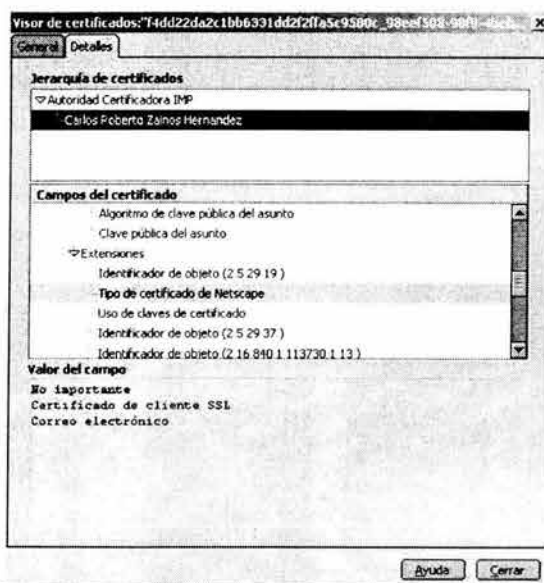 Visor de certificados:"f4dd22da2c1bb6331dd2f2ffa5c9580c_98eef508-90f0-4bcb... X
General Detalles
Jerarquía de certificados
Autoridad Certificadora IMP
Carlos Roberto Zainos Hernandez
Campos del certificado
Algoritmo de clave pública del asunto
Clave pública del asunto
Extensiones
Identificador de objeto (2 5 29 19 )
Tipo de certificado de Netscape
Uso de claves de certificado
Identificador de objeto (2 5 29 37 )
Identificador de objeto (2 16 840 1 113730 1 13 )
Valor del campo
No importante
Certificado de cliente SSL
Correo electrónico
Ayuda Cerrar